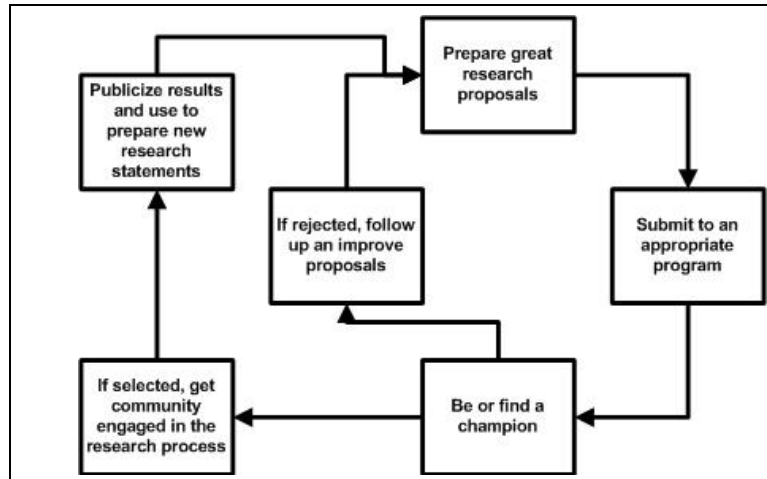 Prepare great
research
proposals
Publicize results
and use to
prepare new
research
statements
If rejected, follow
up an improve
proposals
Submit to an
appropriate
program
If selected, get
community
engaged in the
research process
Be or find a
champion